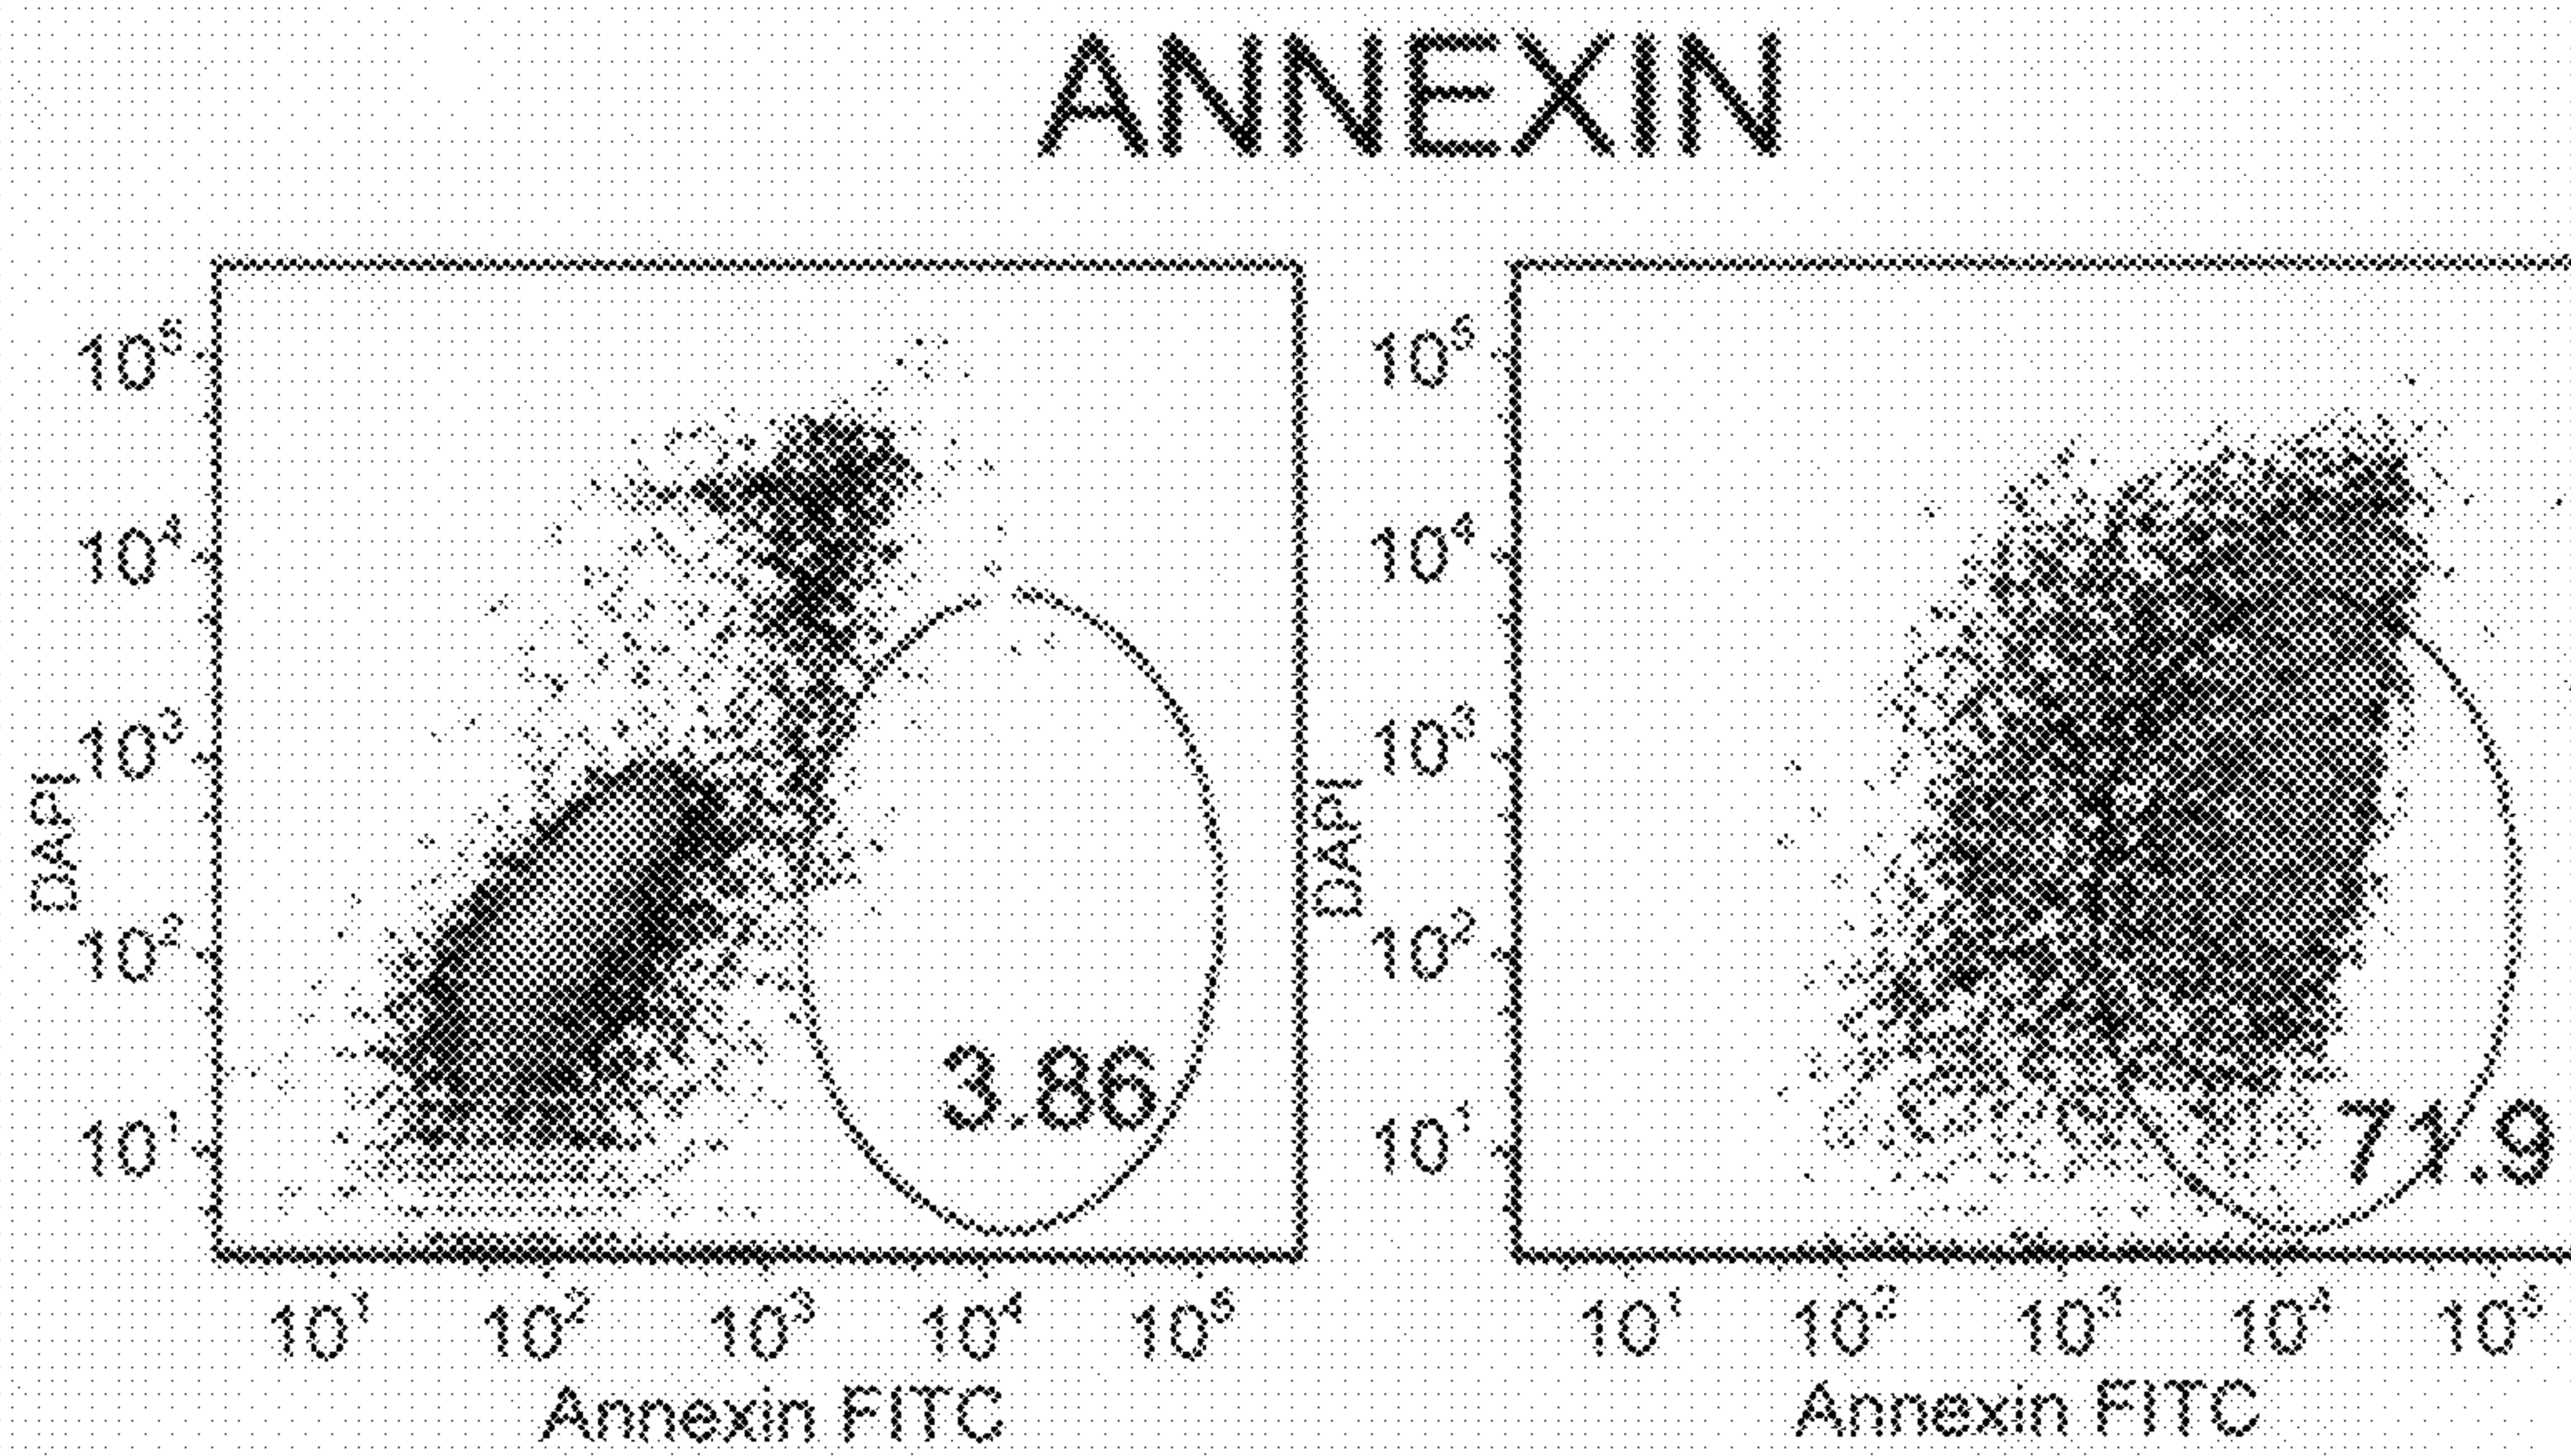 ANNEXIN
10⁵ 10⁵
10⁴ 10⁴
10³ 10³
DAPI DAPI
10² 10²
3.86 71.9
10¹ 10¹
10¹ 10² 10³ 10⁴ 10⁵ 10¹ 10² 10³ 10⁴ 10⁵
Annexin FITC Annexin FITC